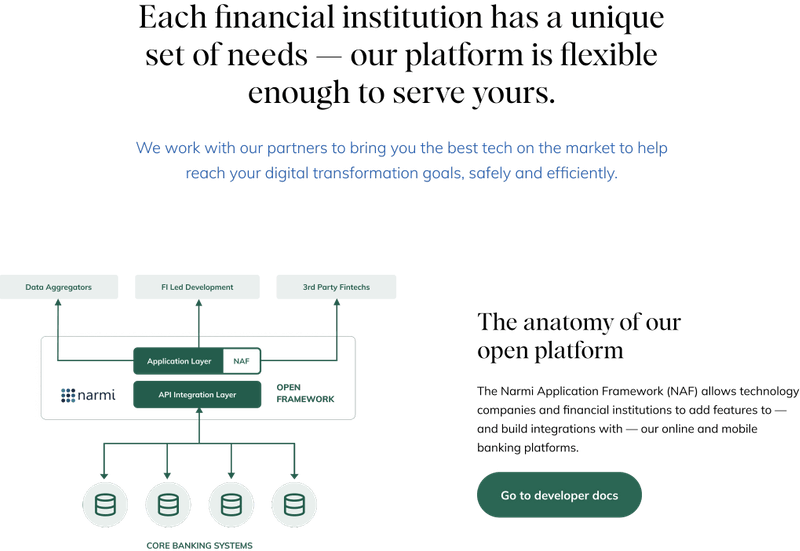 Each financial institution has a unique
set of needs — our platform is flexible
enough to serve yours.
We work with our partners to bring you the best tech on the market to help
reach your digital transformation goals, safely and efficiently.
Data Aggregators
FI Led Development
3rd Party Fintechs
Application Layer
NAF
narmi
API Integration Layer
OPEN
FRAMEWORK
CORE BANKING SYSTEMS
The anatomy of our
open platform
The Narmi Application Framework (NAF) allows technology
companies and financial institutions to add features to —
and build integrations with — our online and mobile
banking platforms.
Go to developer docs